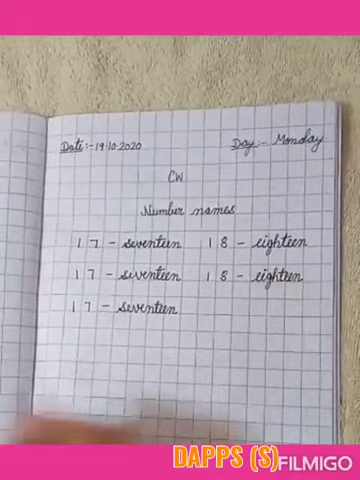 Date:- 19.10.2020 Day:- Monday
CW
Number names
17 - seventeen 18 - eighteen
17 - seventeen 18 - eighteen
17 - seventeen
DAPPS (S) FILMIGO